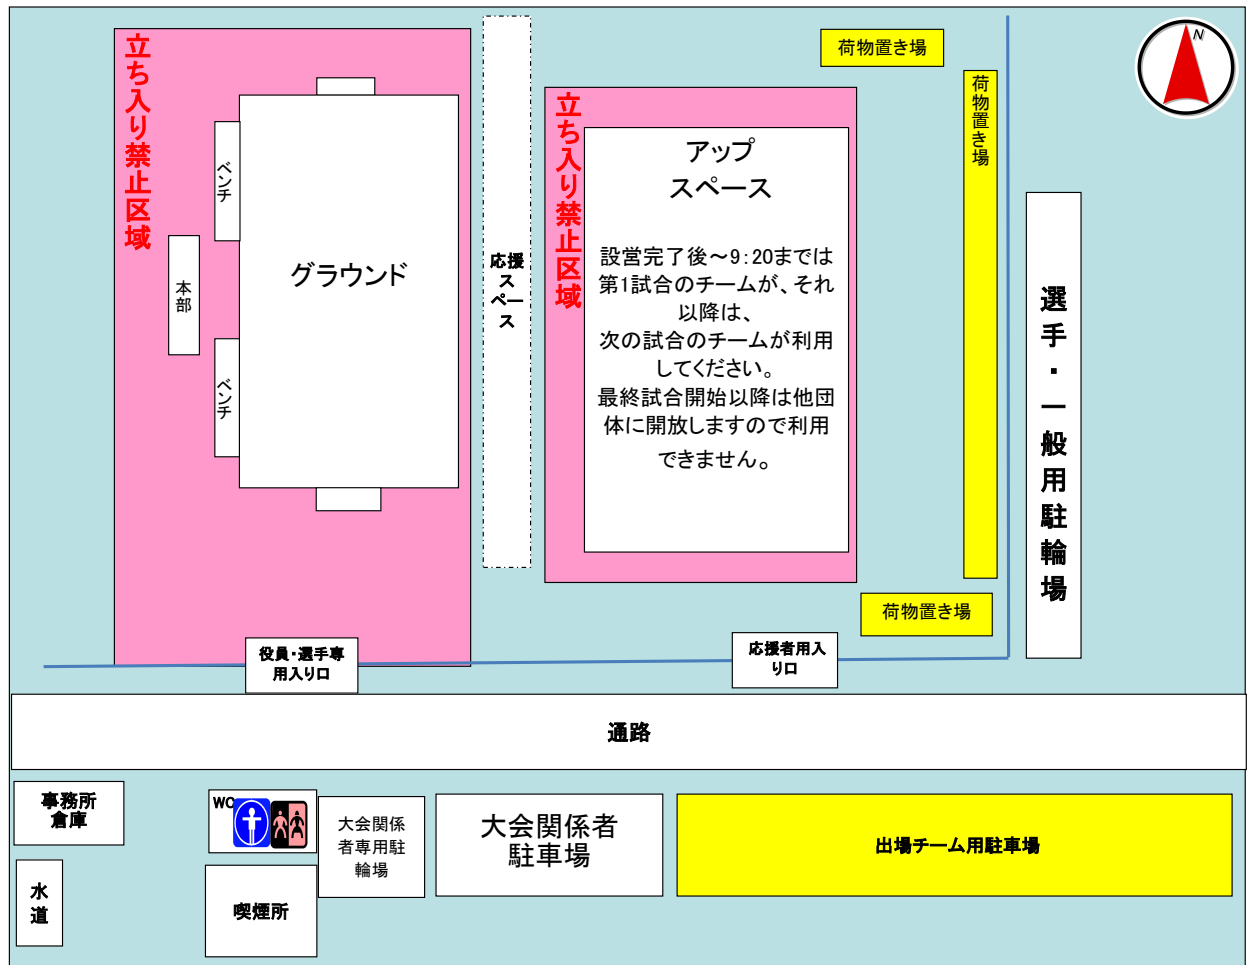 立ち入り禁止区域
ベンチ
本部
ベンチ
グラウンド
応援
ス
ペー
ス
立ち入り禁止区域
アップ
スペース
設営完了後～9:20までは
第1試合のチームが、それ
以降は、
次の試合のチームが利用
してください。
最終試合開始以降は他団
体に開放しますので利用
できません。
荷物置き場
荷物置き場
荷物置き場
N
選手・一般用駐輪場
役員・選手専
用入り口
応援者用入
り口
通路
事務所
倉庫
水
道
WC
喫煙所
大会関係
者専用駐
輪場
大会関係者
駐車場
出場チーム用駐車場